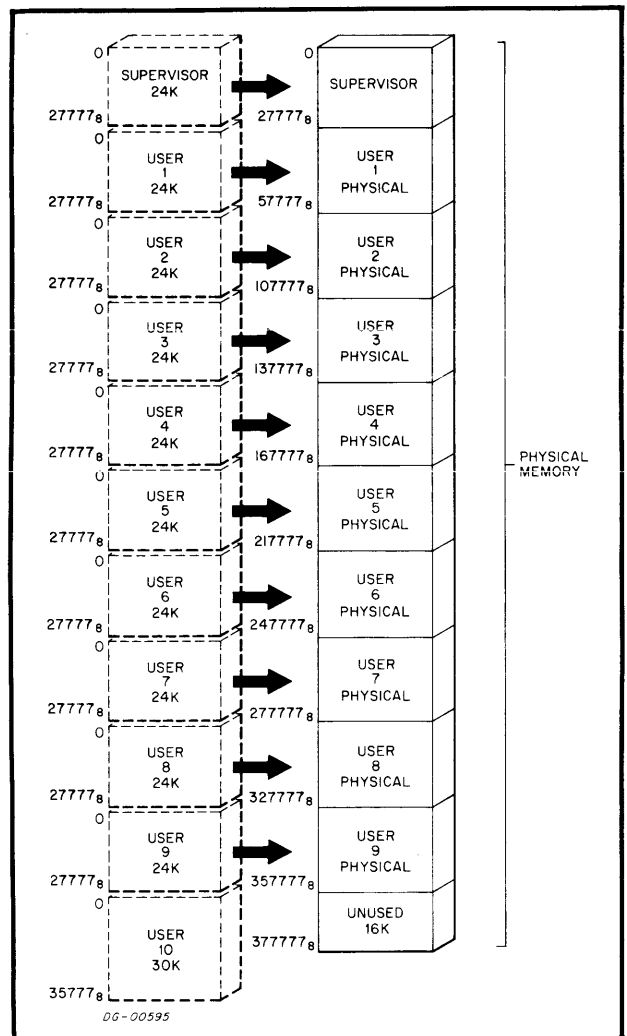 0 0
SUPERVISOR
24K
SUPERVISOR
27777₈ 27777₈
0
USER
1
24K
USER
1
PHYSICAL
27777₈ 57777₈
0
USER
2
24K
USER
2
PHYSICAL
27777₈ 107777₈
0
USER
3
24K
USER
3
PHYSICAL
27777₈ 137777₈
0
USER
4
24K
USER
4
PHYSICAL
27777₈ 167777₈
PHYSICAL
MEMORY
0
USER
5
24K
USER
5
PHYSICAL
27777₈ 217777₈
0
USER
6
24K
USER
6
PHYSICAL
27777₈ 247777₈
0
USER
7
24K
USER
7
PHYSICAL
27777₈ 277777₈
0
USER
8
24K
USER
8
PHYSICAL
27777₈ 327777₈
0
USER
9
24K
USER
9
PHYSICAL
27777₈ 357777₈
0
USER
10
30K
UNUSED
16K
377777₈
35777₈
DG-00595